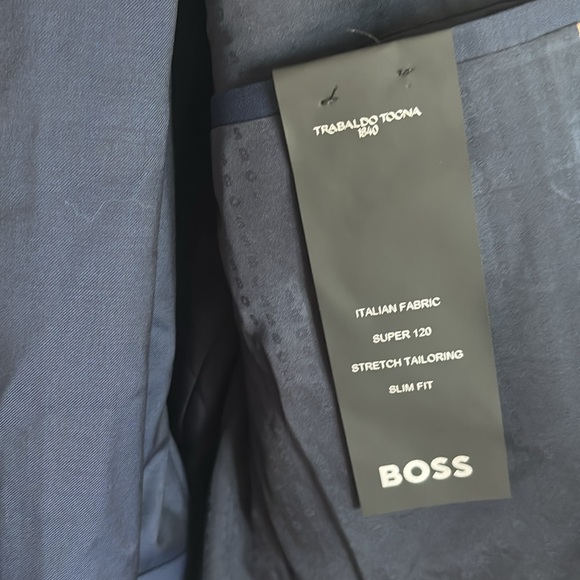 TRABALDO TOGNA
1840
ITALIAN FABRIC
SUPER 120
STRETCH TAILORING
SLIM FIT
BOSS